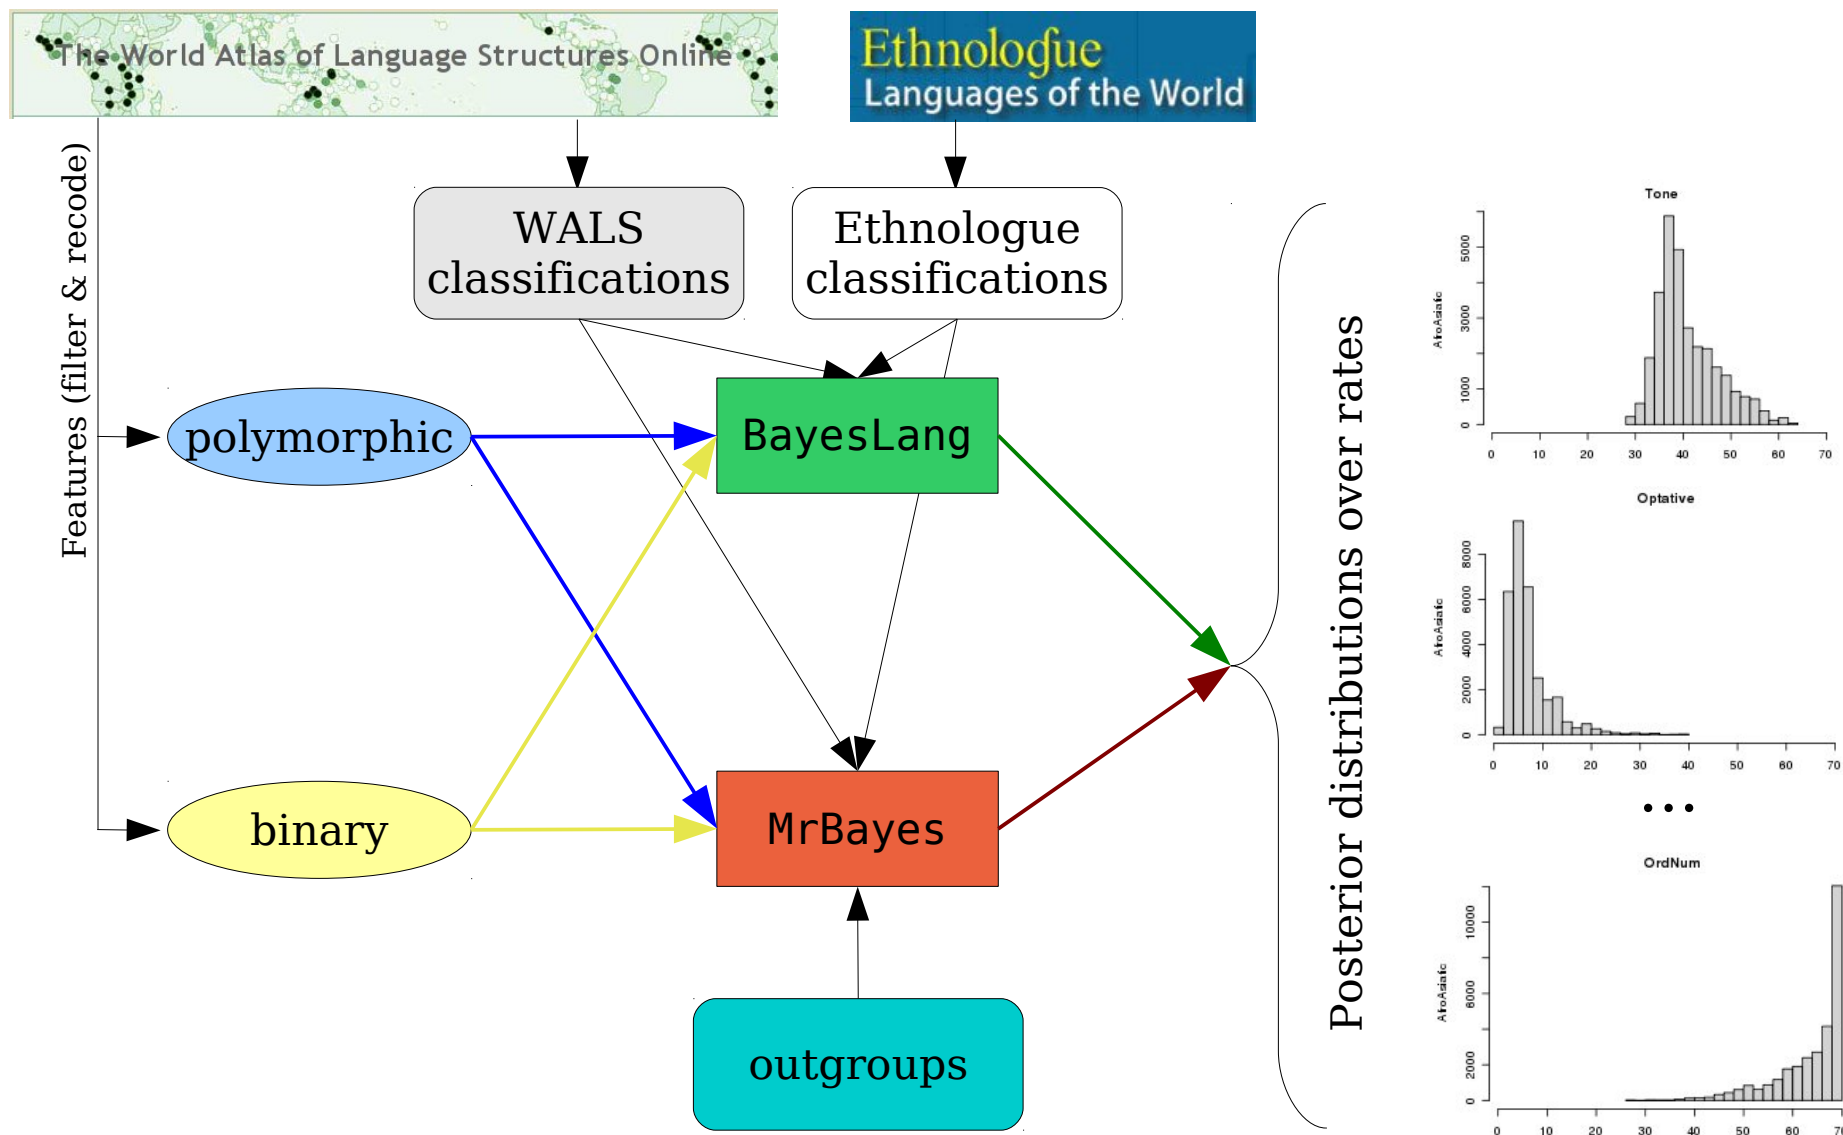 The World Atlas of Language Structures Online
Ethnologue
Languages of the World
Features (filter & recode)
WALS
classifications
Ethnologue
classifications
polymorphic
BayesLang
binary
MrBayes
outgroups
Posterior distributions over rates
Tone
AfroAsiatic
0 1000 3000 5000
0 10 20 30 40 50 60 70
Optative
AfroAsiatic
0 2000 4000 6000 8000
0 10 20 30 40 50 60 70
• • •
OrdNum
AfroAsiatic
0 2000 6000 10000
0 10 20 30 40 50 60 70